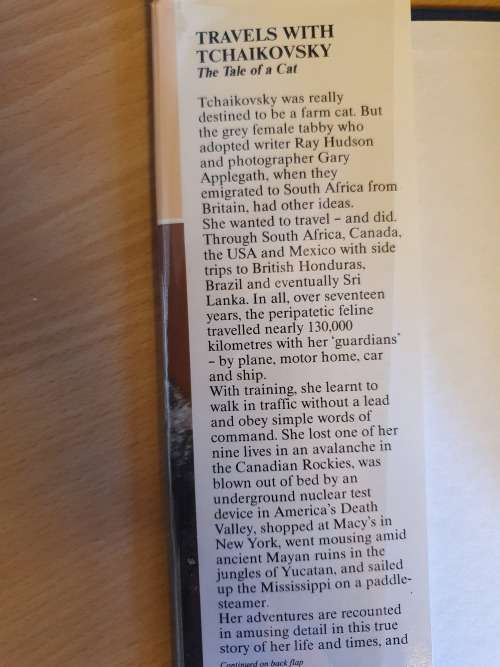 TRAVELS WITH
TCHAIKOVSKY
The Tale of a Cat
Tchaikovsky was really
destined to be a farm cat. But
the grey female tabby who
adopted writer Ray Hudson
and photographer Gary
Applegath, when they
emigrated to South Africa from
Britain, had other ideas.
She wanted to travel – and did.
Through South Africa, Canada,
the USA and Mexico with side
trips to British Honduras,
Brazil and eventually Sri
Lanka. In all, over seventeen
years, the peripatetic feline
travelled nearly 130,000
kilometres with her ‘guardians’
– by plane, motor home, car
and ship.
With training, she learnt to
walk in traffic without a lead
and obey simple words of
command. She lost one of her
nine lives in an avalanche in
the Canadian Rockies, was
blown out of bed by an
underground nuclear test
device in America's Death
Valley, shopped at Macy's in
New York, went mousing amid
ancient Mayan ruins in the
jungles of Yucatan, and sailed
up the Mississippi on a paddle-
steamer.
Her adventures are recounted
in amusing detail in this true
story of her life and times, and
Continued on back flap